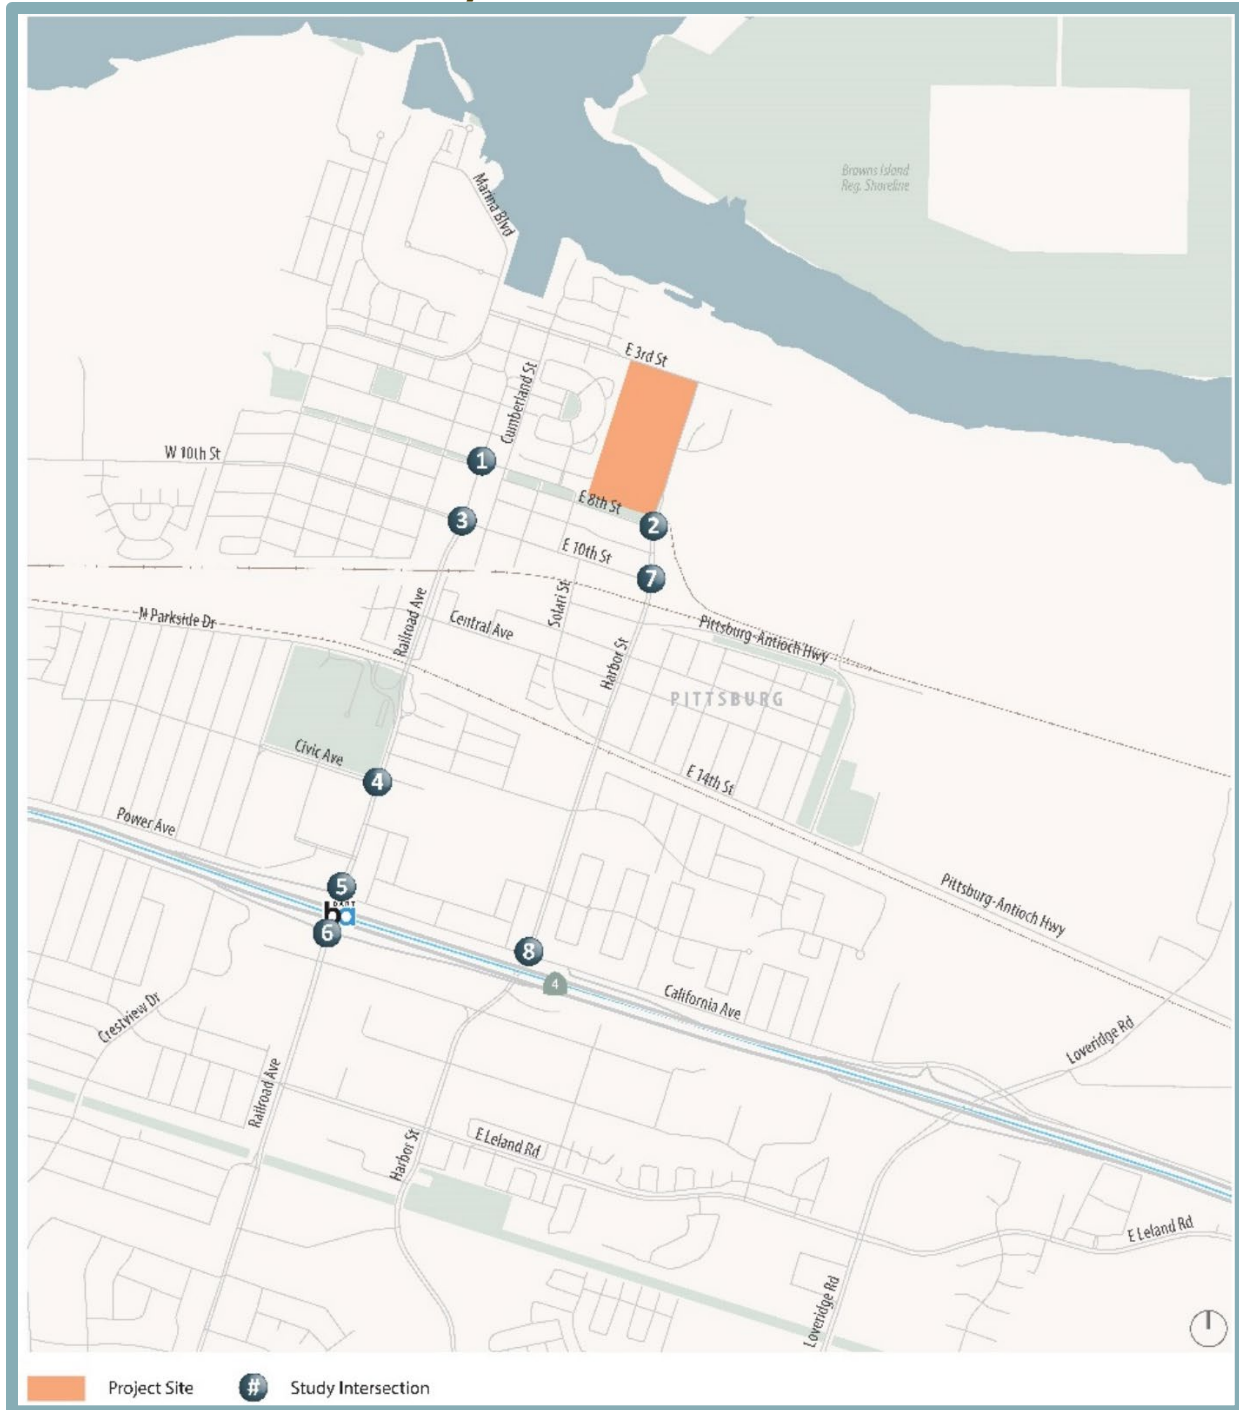 Browns Island
Reg. Shoreline
Marina Blvd
E 3rd St
Cumberland St
W 10th St
1
E 8th St
3
2
E 10th St
7
Solari St
Railroad Ave
N Parkside Dr
Central Ave
Pittsburg-Antioch Hwy
Harbor St
PITTSBURG
Civic Ave
4
E 14th St
Power Ave
5
ba
6
8
4
Pittsburg-Antioch Hwy
California Ave
Crestview Dr
Loveridge Rd
Railroad Ave
E Leland Rd
Harbor St
E Leland Rd
Loveridge Rd
Project Site
# Study Intersection